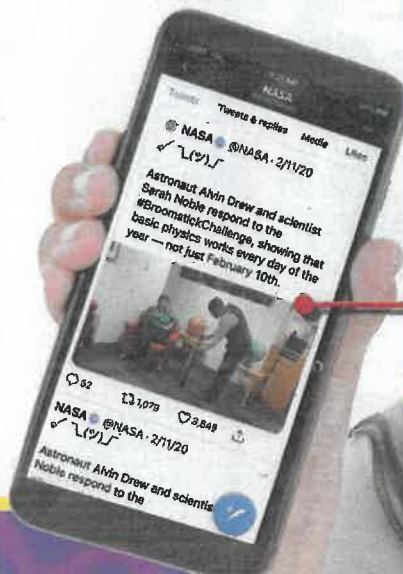 NASA
Tweets Tweets & replies Media Likes
NASA @NASA · 2/11/20
🧹 ¯\_(ツ)_/¯
Astronaut Alvin Drew and scientist
Sarah Noble respond to the
#BroomstickChallenge, showing that
basic physics works every day of the
year — not just February 10th.
62 1,079 3,848
NASA @NASA · 2/11/20
🧹 ¯\_(ツ)_/¯
Astronaut Alvin Drew and scientis
Noble respond to the